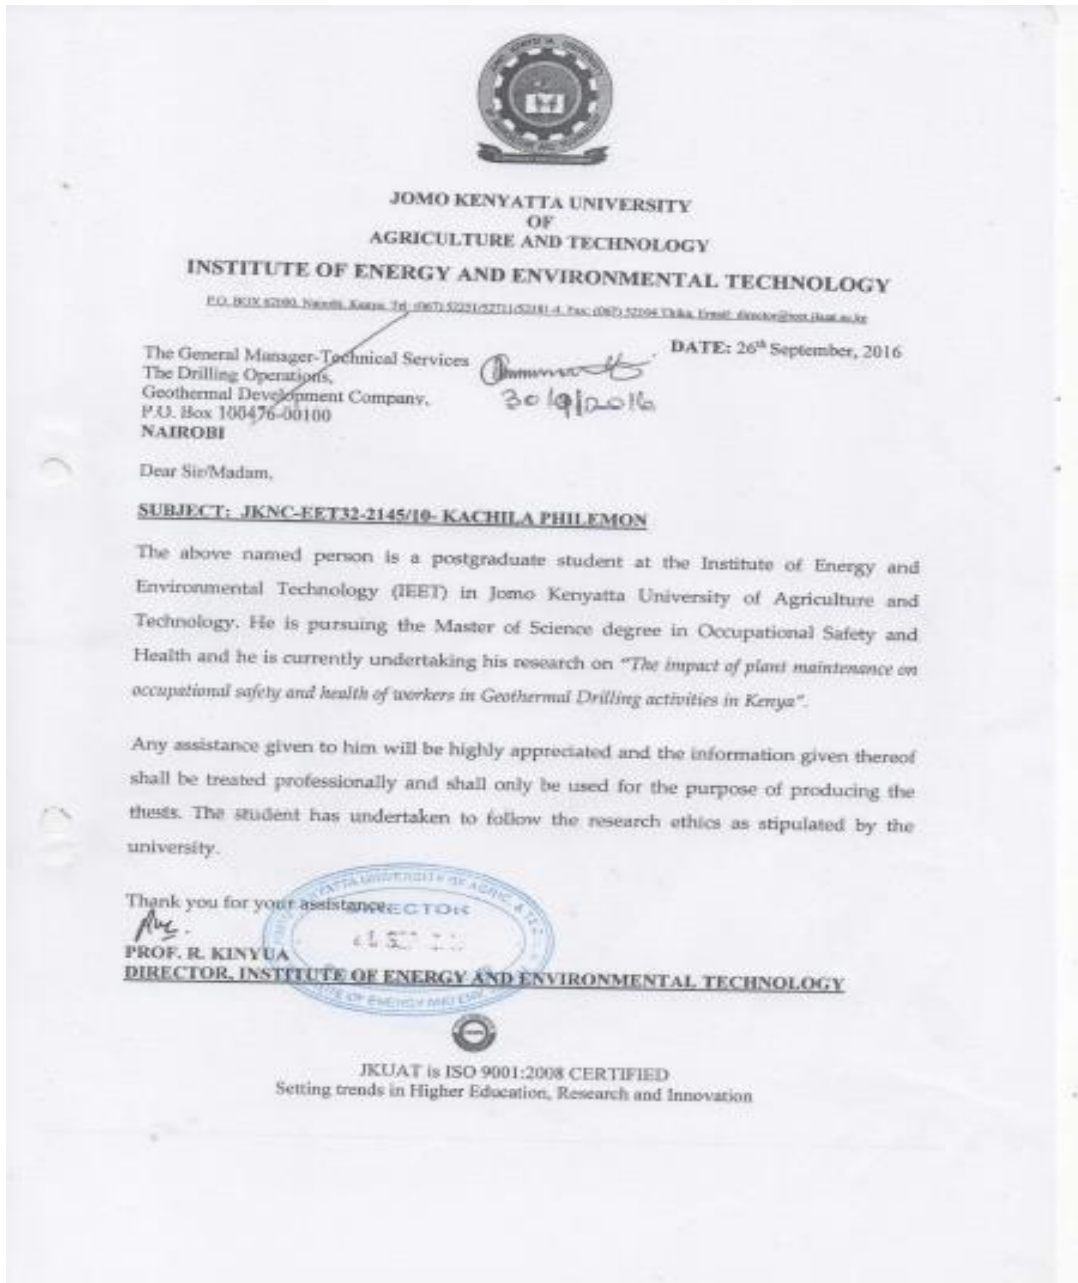 JOMO KENYATTA UNIVERSITY
OF
AGRICULTURE AND TECHNOLOGY
INSTITUTE OF ENERGY AND ENVIRONMENTAL TECHNOLOGY
P.O. BOX 62000, Nairobi, Kenya. Tel: (067)
DATE: 26th September, 2016
The General Manager-Technical Services
The Drilling Operations,
Geothermal Development Company,
P.O. Box 100476-00100
NAIROBI
30/9/2016
Dear Sir/Madam,
SUBJECT: JKNC-EET32-2145/10- KACHILA PHILEMON
The above named person is a postgraduate student at the Institute of Energy and
Environmental Technology (IEET) in Jomo Kenyatta University of Agriculture and
Technology. He is pursuing the Master of Science degree in Occupational Safety and
Health and he is currently undertaking his research on "The impact of plant maintenance on
occupational safety and health of workers in Geothermal Drilling activities in Kenya".
Any assistance given to him will be highly appreciated and the information given thereof
shall be treated professionally and shall only be used for the purpose of producing the
thesis. The student has undertaken to follow the research ethics as stipulated by the
university.
Thank you for your assistance.
DIRECTOR
PROF. R. KINYUA
DIRECTOR, INSTITUTE OF ENERGY AND ENVIRONMENTAL TECHNOLOGY
JKUAT is ISO 9001:2008 CERTIFIED
Setting trends in Higher Education, Research and Innovation